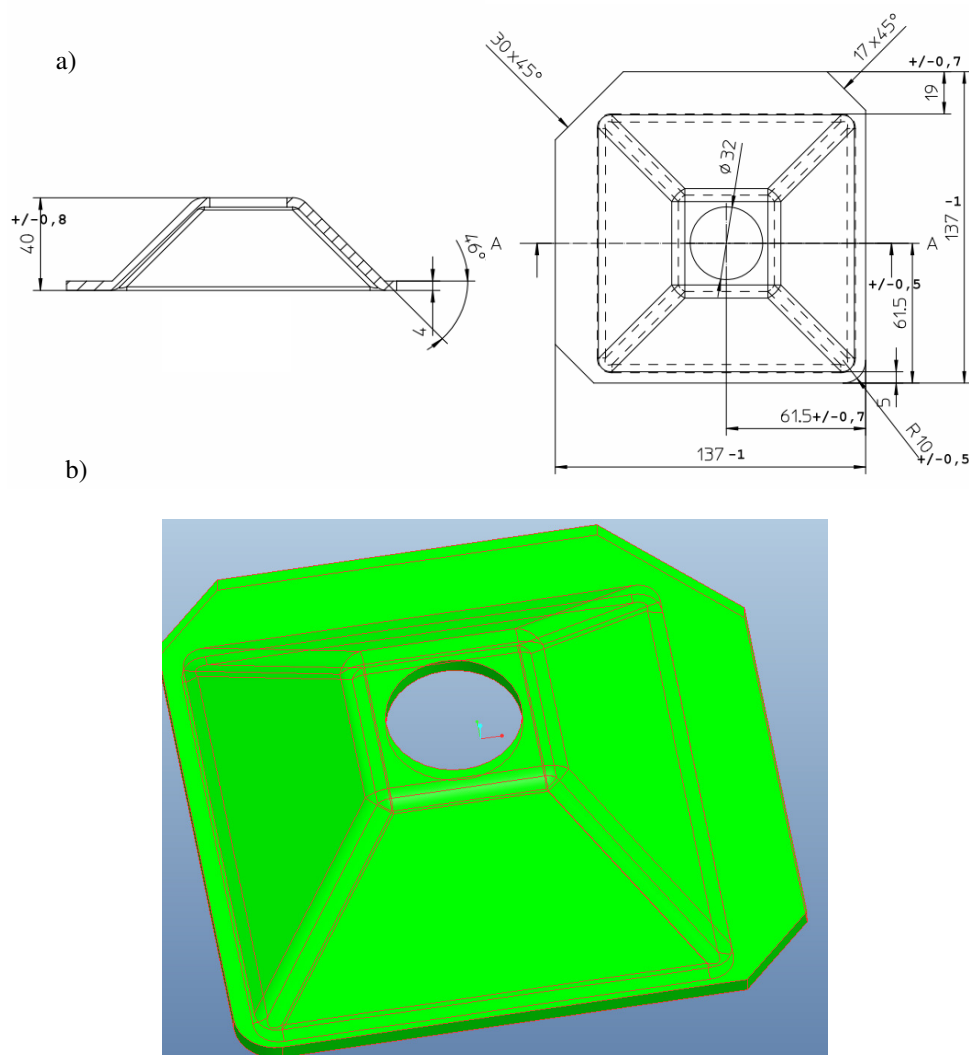 a)
+/-0,8
40
46°
4
30x45°
17x45°
+/-0,7
19
ø32
A
A
137 -1
+/-0,5
61.5
5
61.5+/-0,7
R10
+/-0,5
137 -1
b)